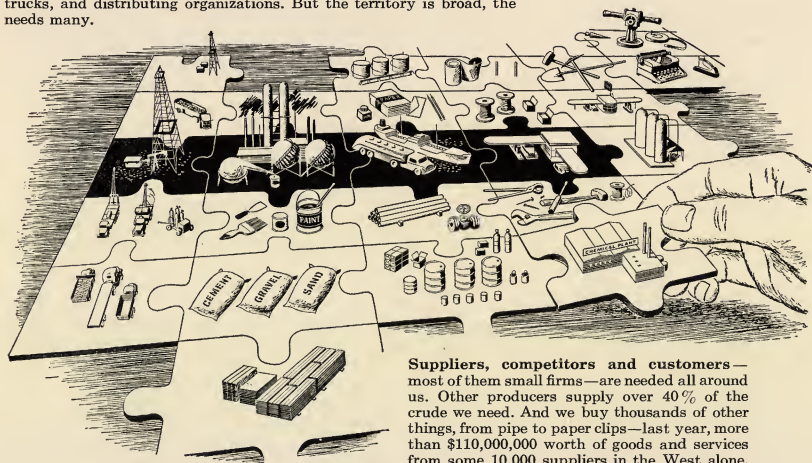 trucks, and distributing organizations. But the territory is broad, the
needs many.
PAINT
CHEMICAL PLANT
CEMENT
GRAVEL
SAND
Suppliers, competitors and customers—
most of them small firms—are needed all around
us. Other producers supply over 40% of the
crude we need. And we buy thousands of other
things, from pipe to paper clips—last year, more
than $110,000,000 worth of goods and services
from some 10,000 suppliers in the West alone.